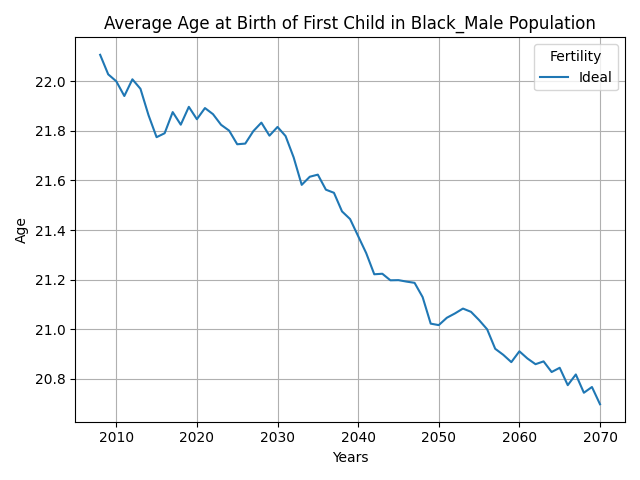 Average Age at Birth of First Child in Black_Male Population
Fertility
Ideal
22.0
21.8
21.6
21.4
21.2
21.0
20.8
Age
2010 2020 2030 2040 2050 2060 2070
Years